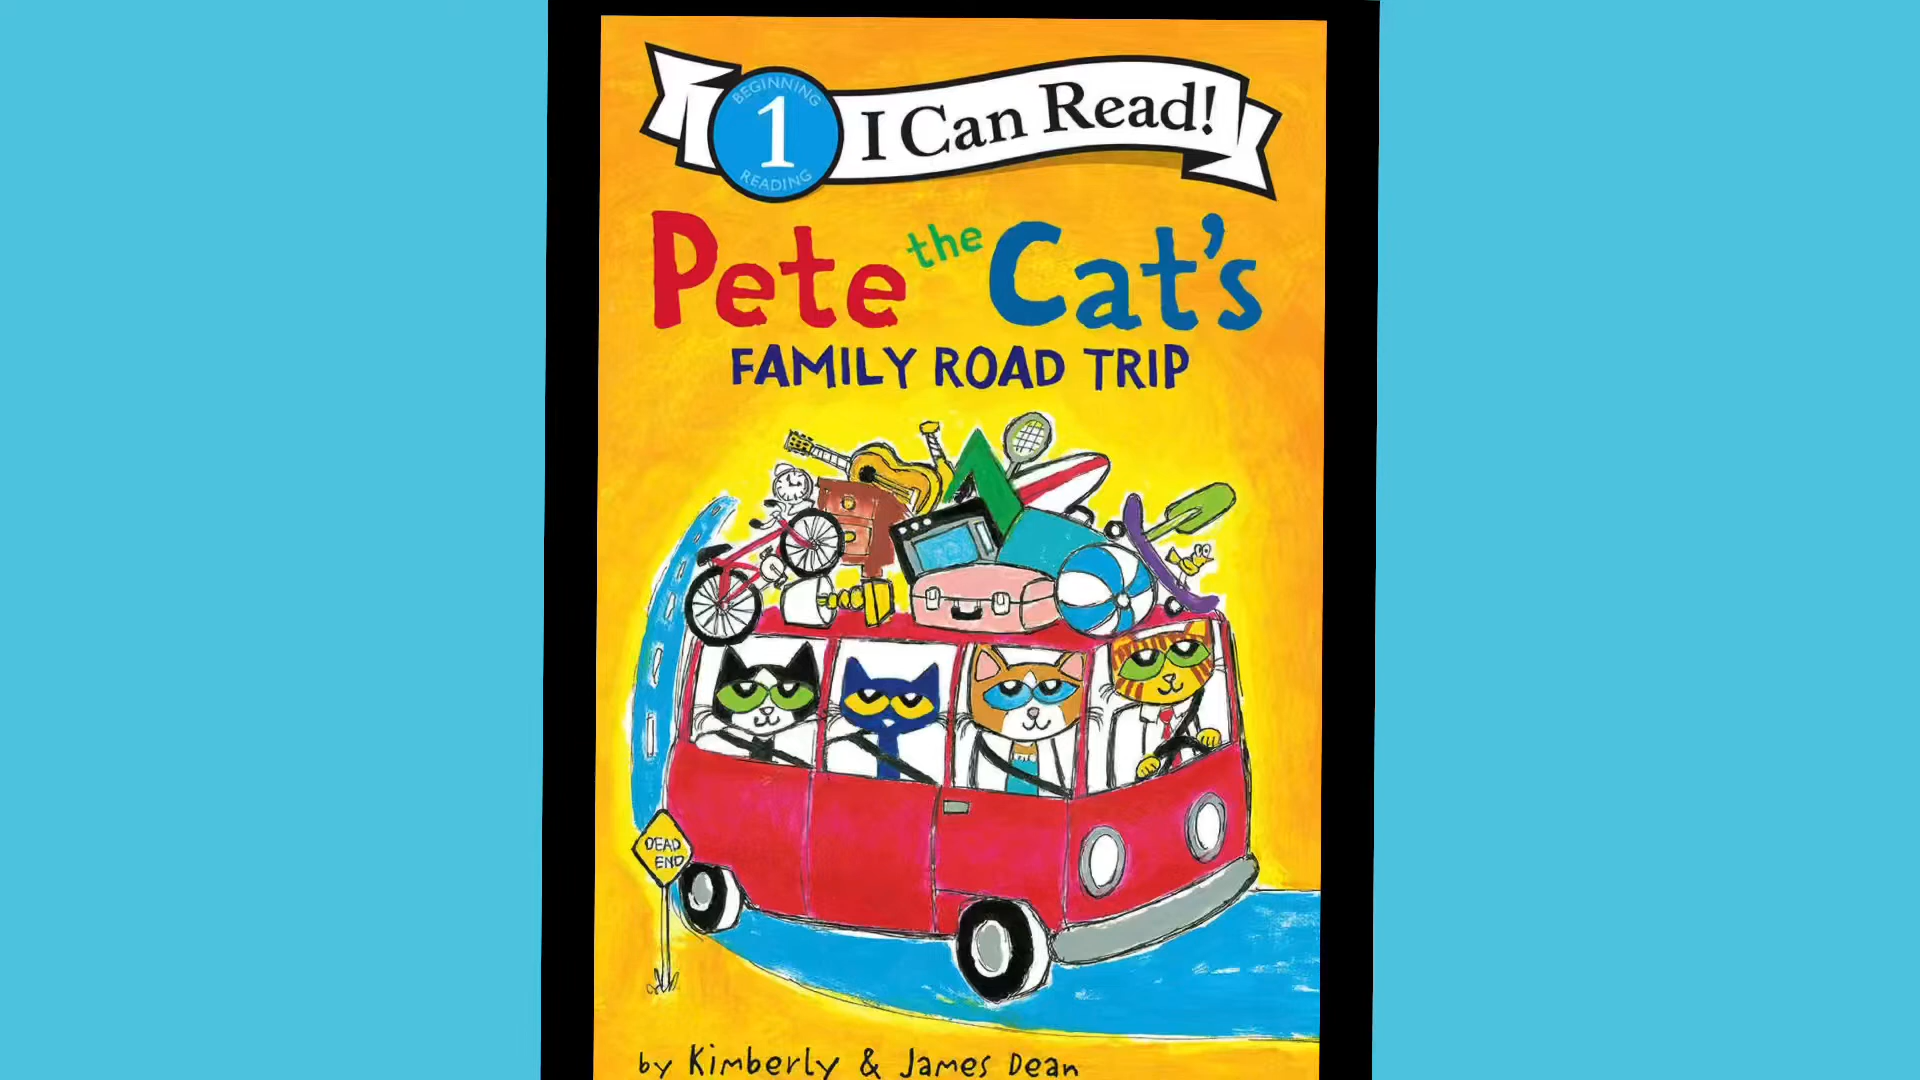 BEGINNING
1
READING
I Can Read!
Pete the Cat's
FAMILY ROAD TRIP
DEAD
END
by Kimberly & James Dean